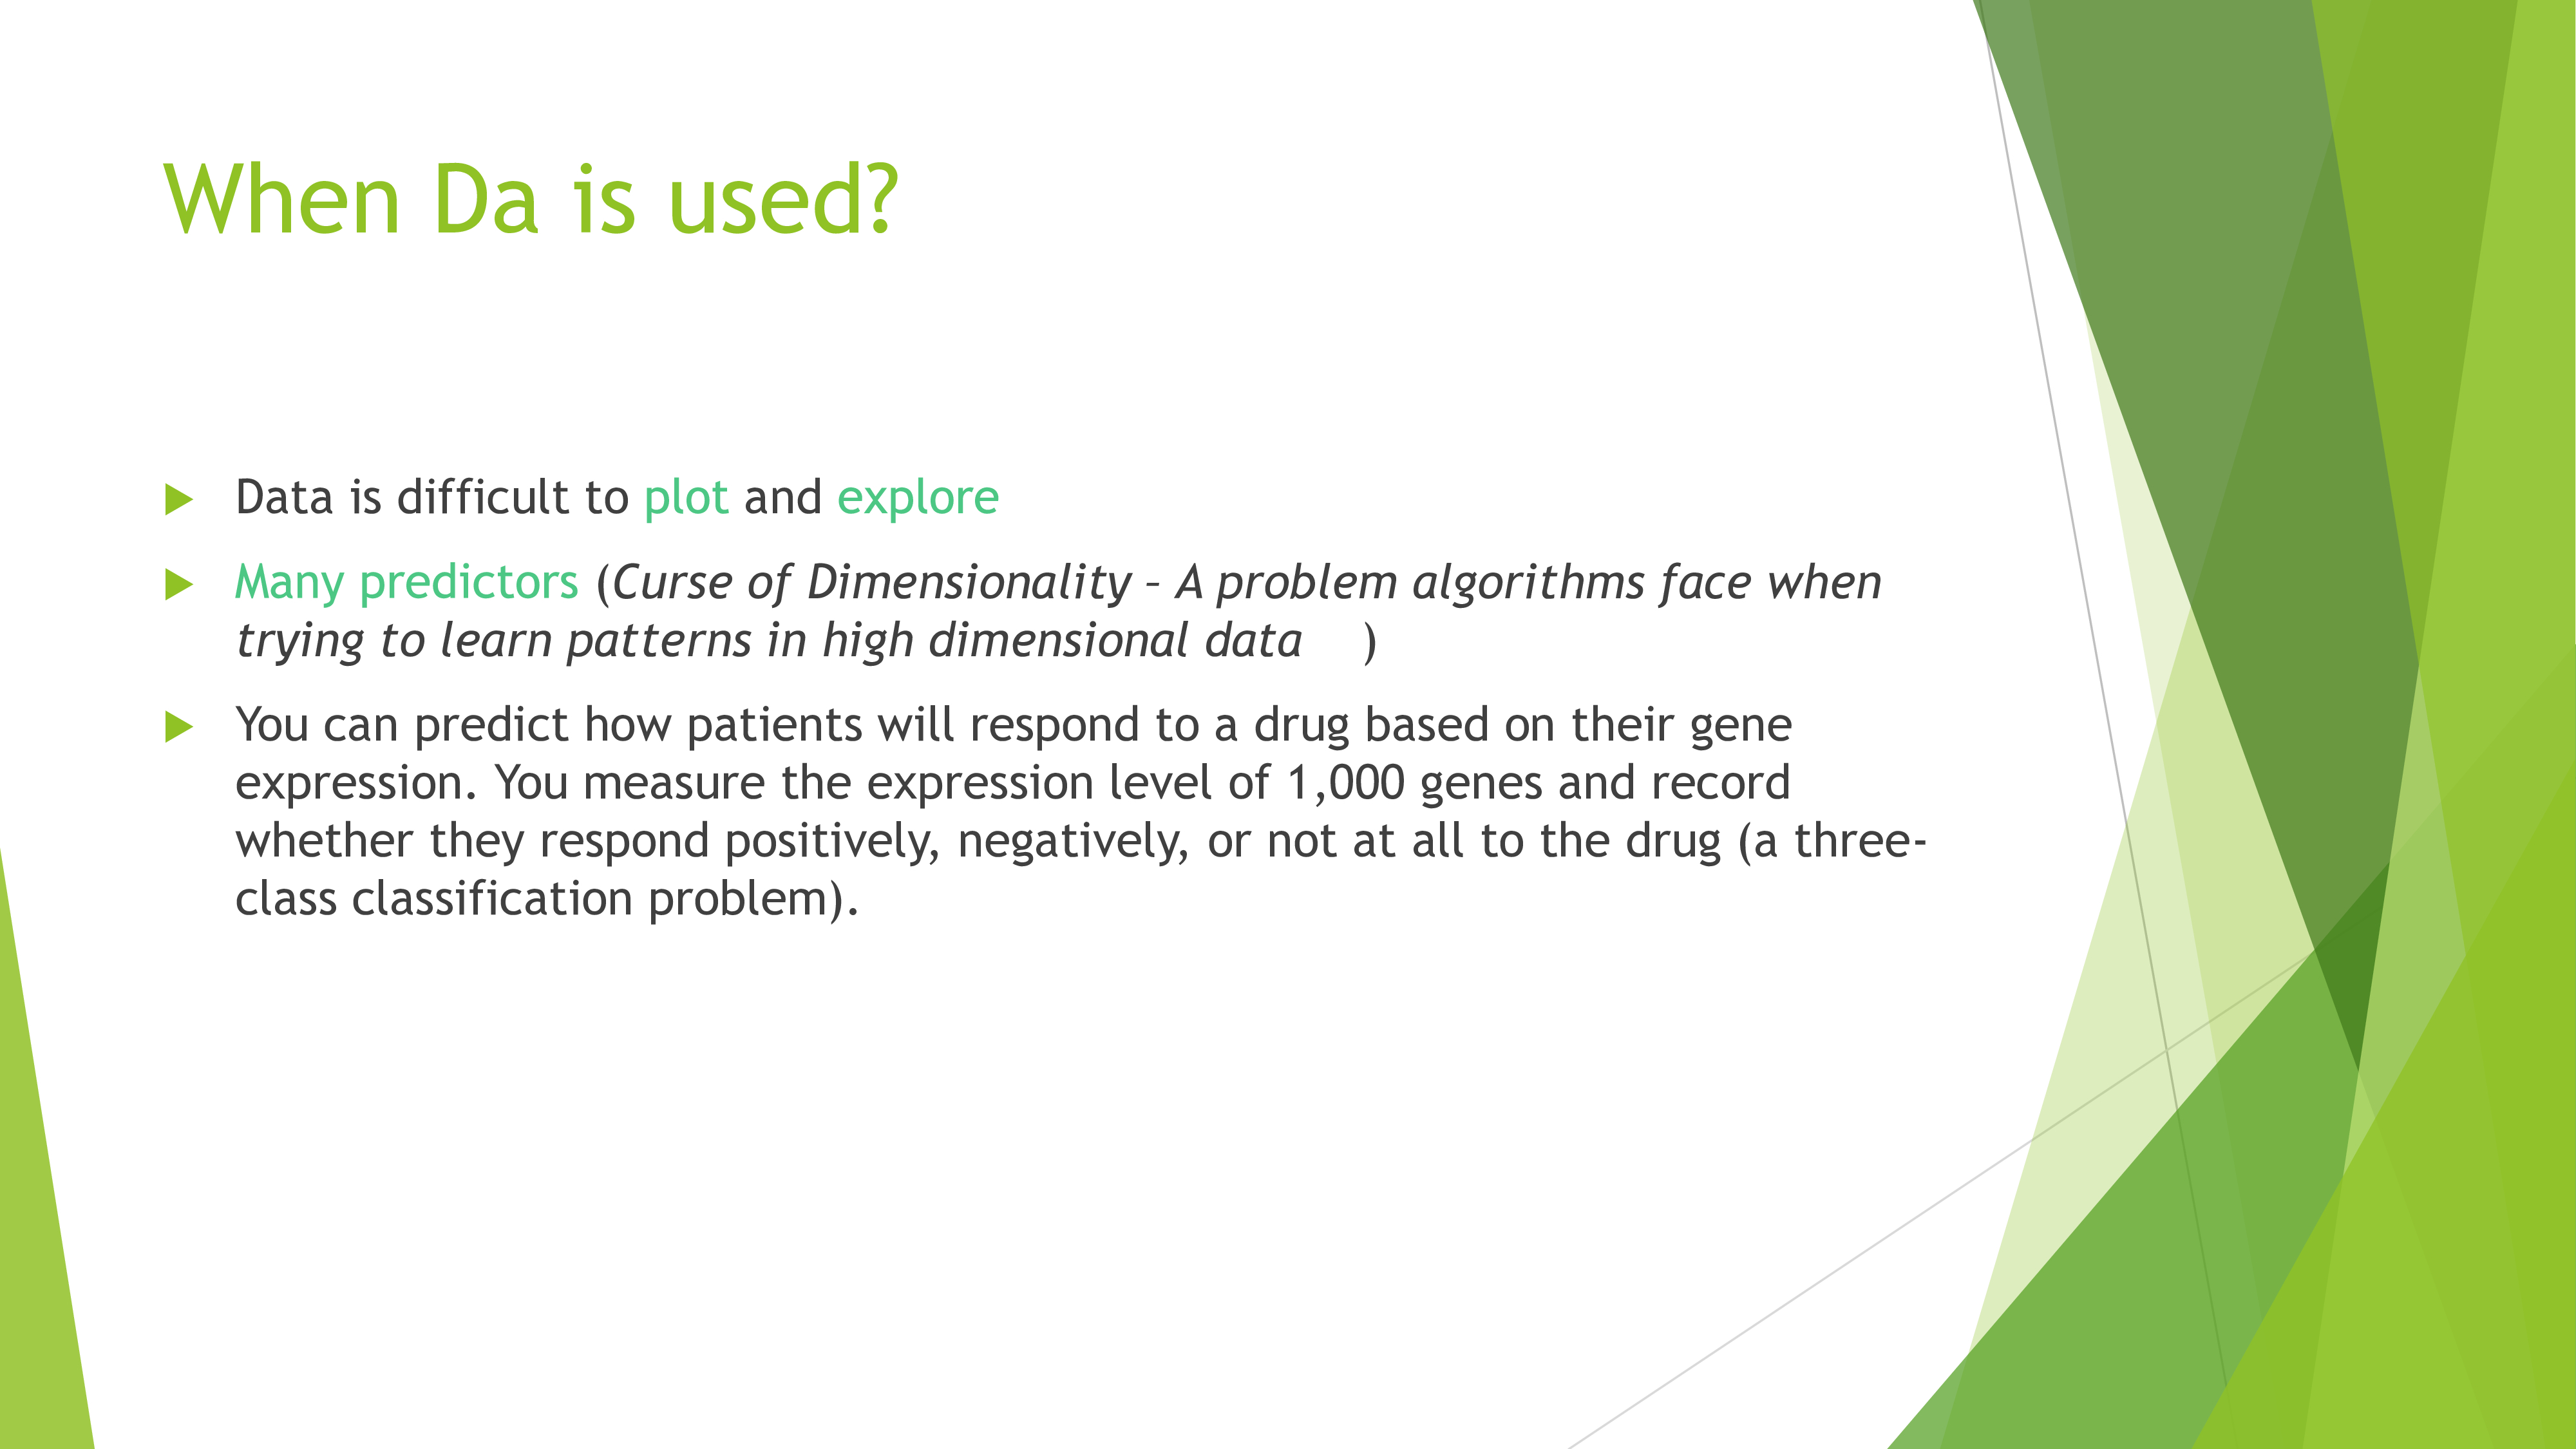 When Da is used?
Data is difficult to plot and explore
Many predictors (Curse of Dimensionality – A problem algorithms face when
trying to learn patterns in high dimensional data )
You can predict how patients will respond to a drug based on their gene
expression. You measure the expression level of 1,000 genes and record
whether they respond positively, negatively, or not at all to the drug (a three-
class classification problem).